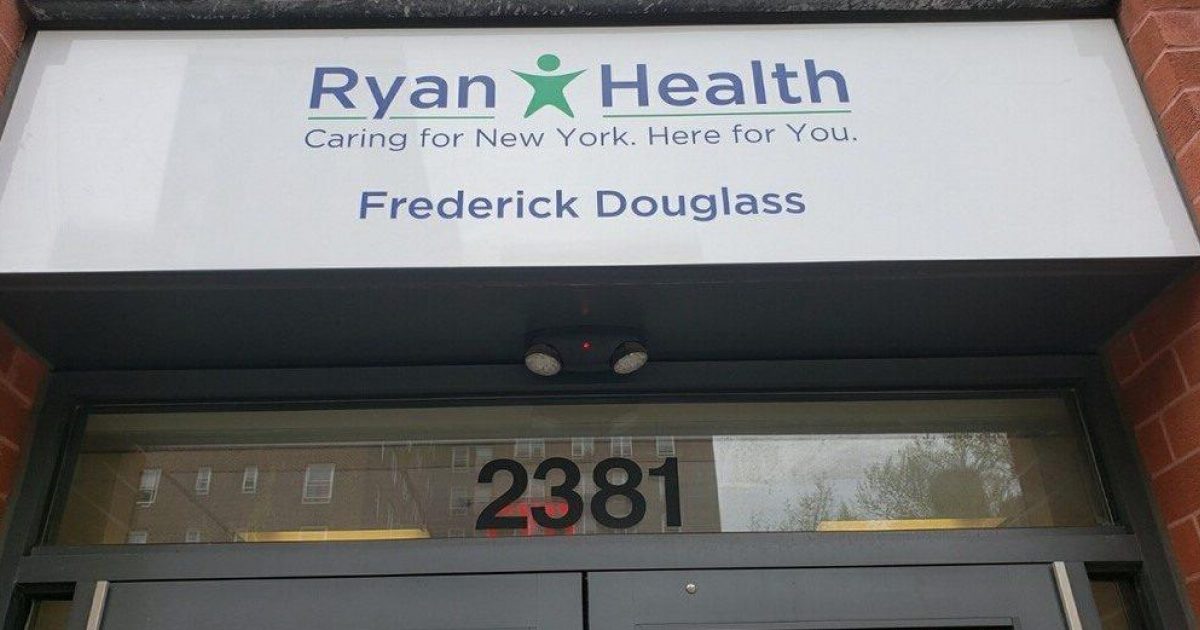 Ryan Health
Caring for New York. Here for You.
Frederick Douglass
2381